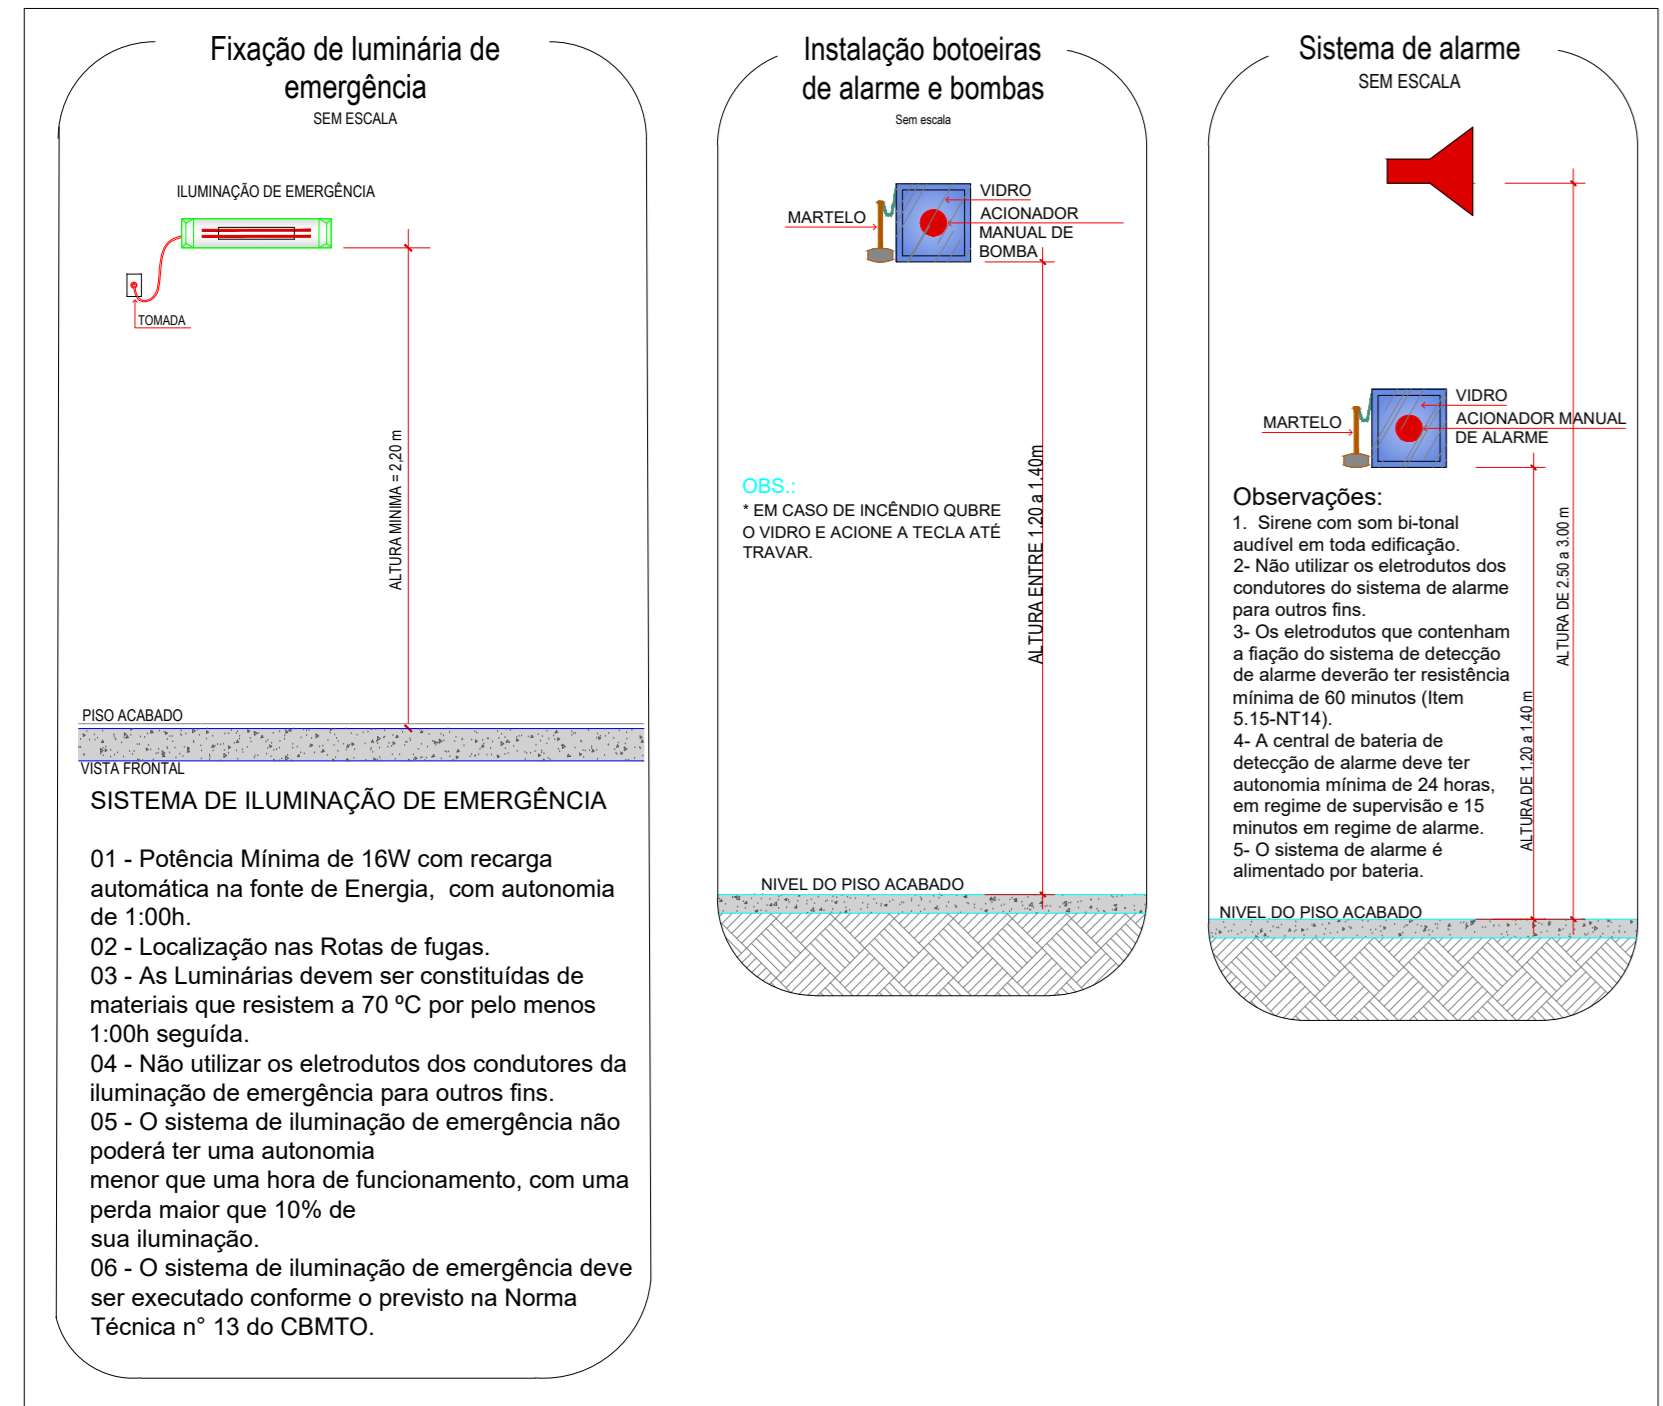 Fixação de luminária de
emergência
SEM ESCALA
ILUMINAÇÃO DE EMERGÊNCIA
TOMADA
ALTURA MINIMA = 2,20 m
PISO ACABADO
VISTA FRONTAL
SISTEMA DE ILUMINAÇÃO DE EMERGÊNCIA
01 - Potência Mínima de 16W com recarga
automática na fonte de Energia, com autonomia
de 1:00h.
02 - Localização nas Rotas de fugas.
03 - As Luminárias devem ser constituídas de
materiais que resistem a 70 ºC por pelo menos
1:00h seguída.
04 - Não utilizar os eletrodutos dos condutores da
iluminação de emergência para outros fins.
05 - O sistema de iluminação de emergência não
poderá ter uma autonomia
menor que uma hora de funcionamento, com uma
perda maior que 10% de
sua iluminação.
06 - O sistema de iluminação de emergência deve
ser executado conforme o previsto na Norma
Técnica n° 13 do CBMTO.
Instalação botoeiras
de alarme e bombas
Sem escala
MARTELO
VIDRO
ACIONADOR
MANUAL DE
BOMBA
OBS.:
* EM CASO DE INCÊNDIO QUBRE
O VIDRO E ACIONE A TECLA ATÉ
TRAVAR.
ALTURA ENTRE 1.20 a 1.40m
NIVEL DO PISO ACABADO
Sistema de alarme
SEM ESCALA
MARTELO
VIDRO
ACIONADOR MANUAL
DE ALARME
Observações:
1. Sirene com som bi-tonal
audível em toda edificação.
2- Não utilizar os eletrodutos dos
condutores do sistema de alarme
para outros fins.
3- Os eletrodutos que contenham
a fiação do sistema de detecção
de alarme deverão ter resistência
mínima de 60 minutos (Item
5.15-NT14).
4- A central de bateria de
detecção de alarme deve ter
autonomia mínima de 24 horas,
em regime de supervisão e 15
minutos em regime de alarme.
5- O sistema de alarme é
alimentado por bateria.
ALTURA DE 1.20 a 1.40 m
ALTURA DE 2.50 a 3.00 m
NIVEL DO PISO ACABADO